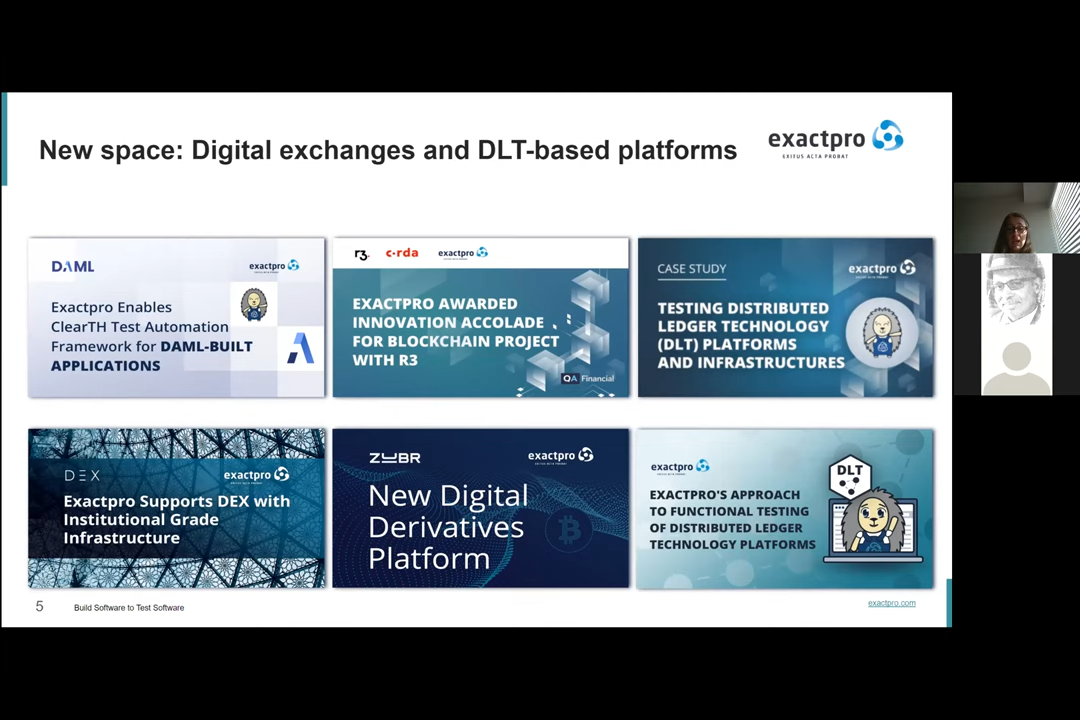 New space: Digital exchanges and DLT-based platforms
exactpro
EXITUS ACTA PROBAT
DAML
exactpro
Exactpro Enables
ClearTH Test Automation
Framework for DAML-BUILT
APPLICATIONS
r3.
c·rda
exactpro
EXACTPRO AWARDED
INNOVATION ACCOLADE
FOR BLOCKCHAIN PROJECT
WITH R3
QA Financial
CASE STUDY
exactpro
TESTING DISTRIBUTED
LEDGER TECHNOLOGY
(DLT) PLATFORMS
AND INFRASTRUCTURES
DEX
exactpro
Exactpro Supports DEX with
Institutional Grade
Infrastructure
ZUBR
exactpro
New Digital
Derivatives
Platform
exactpro
DLT
EXACTPRO'S APPROACH
TO FUNCTIONAL TESTING
OF DISTRIBUTED LEDGER
TECHNOLOGY PLATFORMS
5
Build Software to Test Software
exactpro.com